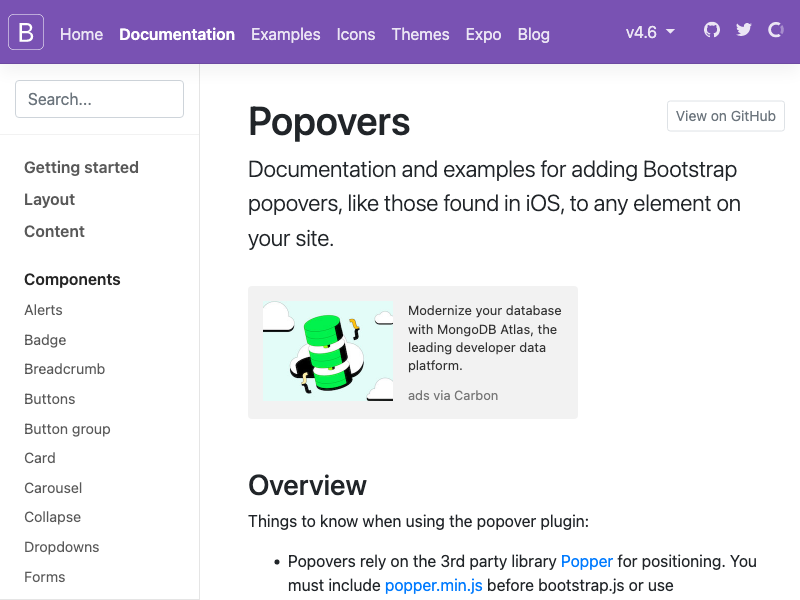 B Home Documentation Examples Icons Themes Expo Blog v4.6
Search...
Getting started
Layout
Content
Components
Alerts
Badge
Breadcrumb
Buttons
Button group
Card
Carousel
Collapse
Dropdowns
Forms
Popovers
View on GitHub
Documentation and examples for adding Bootstrap
popovers, like those found in iOS, to any element on
your site.
Modernize your database
with MongoDB Atlas, the
leading developer data
platform.
ads via Carbon
Overview
Things to know when using the popover plugin:
• Popovers rely on the 3rd party library Popper for positioning. You
must include popper.min.js before bootstrap.js or use